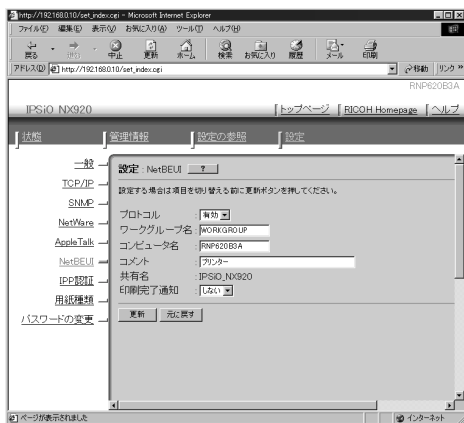 http://192.168.0.10/set_index.cgi - Microsoft Internet Explorer
ファイル(F) 編集(E) 表示(V) お気に入り(A) ツール(T) ヘルプ(H)
戻る 進む 中止 更新 ホーム 検索 お気に入り 履歴 メール 印刷
アドレス(D) http://192.168.0.10/set_index.cgi 移動 リンク »
RNP620B3A
IPSiO NX920 [トップページ [RICOH Homepage [ヘルプ
状態 管理情報 設定の参照 設定
一般
TCP/IP
SNMP
NetWare
AppleTalk
NetBEUI
IPP認証
用紙種類
パスワードの変更
設定 : NetBEUI ?
設定する場合は項目を切り替える前に更新ボタンを押してください。
プロトコル : 有効
ワークグループ名 : WORKGROUP
コンピュータ名 : RNP620B3A
コメント : プリンター
共有名 : IPSiO_NX920
印刷完了通知 : しない
更新 元に戻す
ページが表示されました インターネット